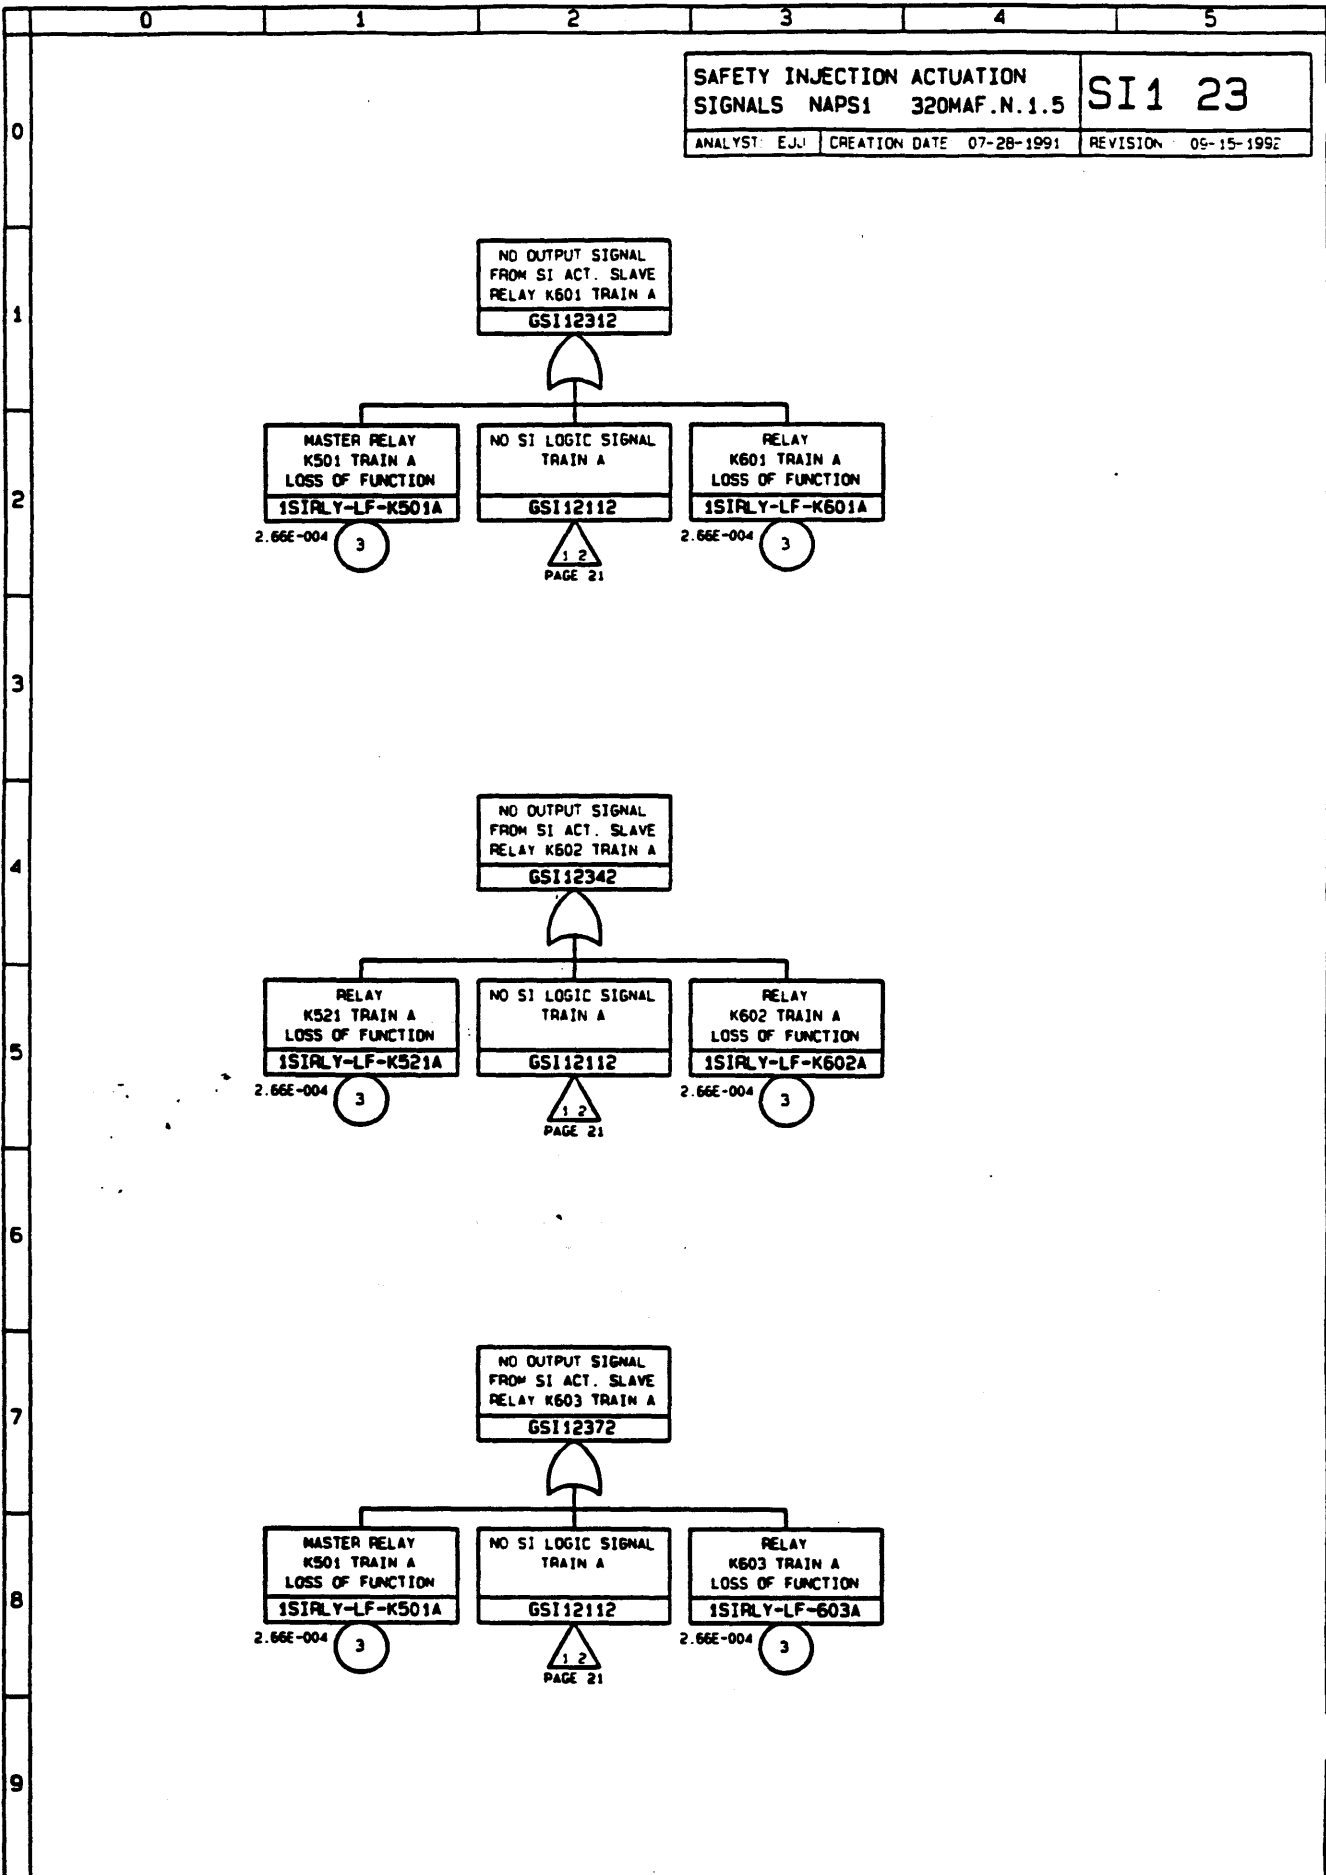 0 1 2 3 4 5
SAFETY INJECTION ACTUATION
SIGNALS NAPS1 320MAF.N.1.5
SI1 23
ANALYST: EJJ CREATION DATE 07-28-1991 REVISION 09-15-1992
0
1
2
3
4
5
6
7
8
9
NO OUTPUT SIGNAL
FROM SI ACT. SLAVE
RELAY K601 TRAIN A
GSI12312
MASTER RELAY
K501 TRAIN A
LOSS OF FUNCTION
1SIRLY-LF-K501A
2.66E-004
3
NO SI LOGIC SIGNAL
TRAIN A
GSI12112
1 2
PAGE 21
RELAY
K601 TRAIN A
LOSS OF FUNCTION
1SIRLY-LF-K601A
2.66E-004
3
NO OUTPUT SIGNAL
FROM SI ACT. SLAVE
RELAY K602 TRAIN A
GSI12342
RELAY
K521 TRAIN A
LOSS OF FUNCTION
1SIRLY-LF-K521A
2.66E-004
3
NO SI LOGIC SIGNAL
TRAIN A
GSI12112
1 2
PAGE 21
RELAY
K602 TRAIN A
LOSS OF FUNCTION
1SIRLY-LF-K602A
2.66E-004
3
NO OUTPUT SIGNAL
FROM SI ACT. SLAVE
RELAY K603 TRAIN A
GSI12372
MASTER RELAY
K501 TRAIN A
LOSS OF FUNCTION
1SIRLY-LF-K501A
2.66E-004
3
NO SI LOGIC SIGNAL
TRAIN A
GSI12112
1 2
PAGE 21
RELAY
K603 TRAIN A
LOSS OF FUNCTION
1SIRLY-LF-603A
2.66E-004
3